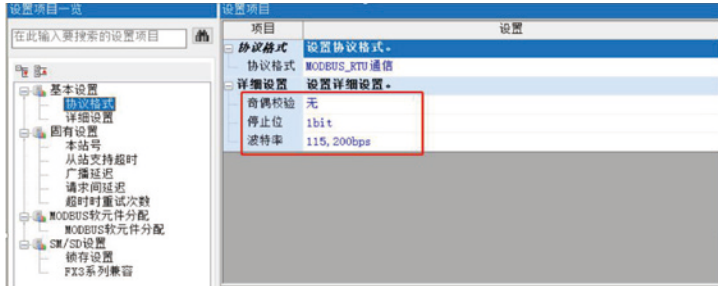 设置项目一览
在此输入要搜索的设置项目
基本设置
协议格式
详细设置
固有设置
本站号
从站支持超时
广播延迟
请求间延迟
超时时重试次数
MODBUS软元件分配
MODBUS软元件分配
SM/SD设置
锁存设置
FX3系列兼容
设置项目
项目 设置
协议格式 设置协议格式。
协议格式 MODBUS_RTU通信
详细设置 设置详细设置。
奇偶校验 无
停止位 1bit
波特率 115,200bps